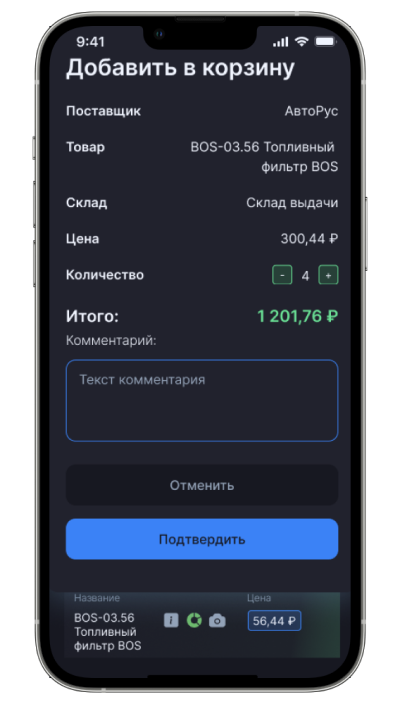 9:41
Добавить в корзину
Поставщик АвтоРус
Товар BOS-03.56 Топливный
фильтр BOS
Склад Склад выдачи
Цена 300,44 ₽
Количество - 4 +
Итого: 1 201,76 ₽
Комментарий:
Текст комментария
Отменить
Подтвердить
Название Цена
BOS-03.56
Топливный
фильтр BOS
i
56,44 ₽